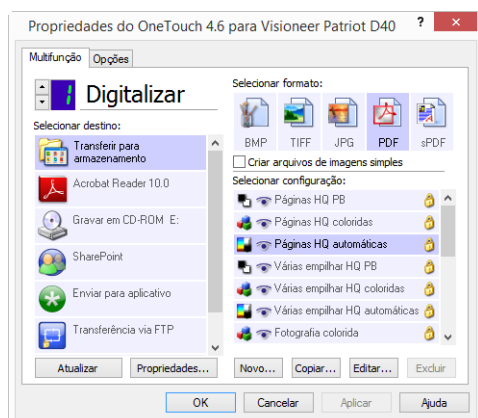 Propriedades do OneTouch 4.6 para Visioneer Patriot D40
Multifunção
Opções
1
Digitalizar
Selecionar destino:
Transferir para
armazenamento
Acrobat Reader 10.0
Gravar em CD-ROM E:
SharePoint
Enviar para aplicativo
Transferência via FTP
Atualizar
Propriedades...
Selecionar formato:
BMP
TIFF
JPG
PDF
sPDF
Criar arquivos de imagens simples
Selecionar configuração:
Páginas HQ PB
Páginas HQ coloridas
Páginas HQ automáticas
Várias empilhar HQ PB
Várias empilhar HQ coloridas
Várias empilhar HQ automáticas
Fotografia colorida
Novo...
Copiar...
Editar...
Excluir
OK
Cancelar
Aplicar
Ajuda